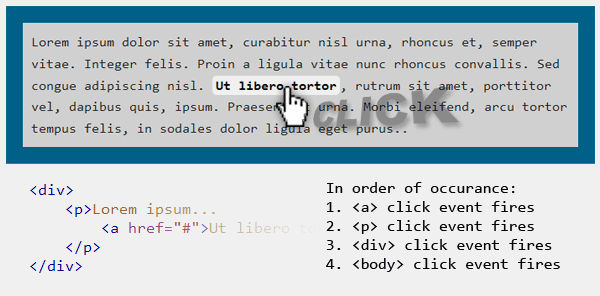 Lorem ipsum dolor sit amet, curabitur nisl urna, rhoncus et, semper
vitae. Integer felis. Proin a ligula vitae nunc rhoncus convallis. Sed
congue adipiscing nisl. Ut libero tortor, rutrum sit amet, porttitor
vel, dapibus quis, ipsum. Praesen urna. Morbi eleifend, arcu tortor
CLICK
tempus felis, in sodales dolor ligula eget purus..
<div>
<p>Lorem ipsum...
<a href="#">Ut libero to
</p>
</div>
In order of occurance:
1. <a> click event fires
2. <p> click event fires
3. <div> click event fires
4. <body> click event fires